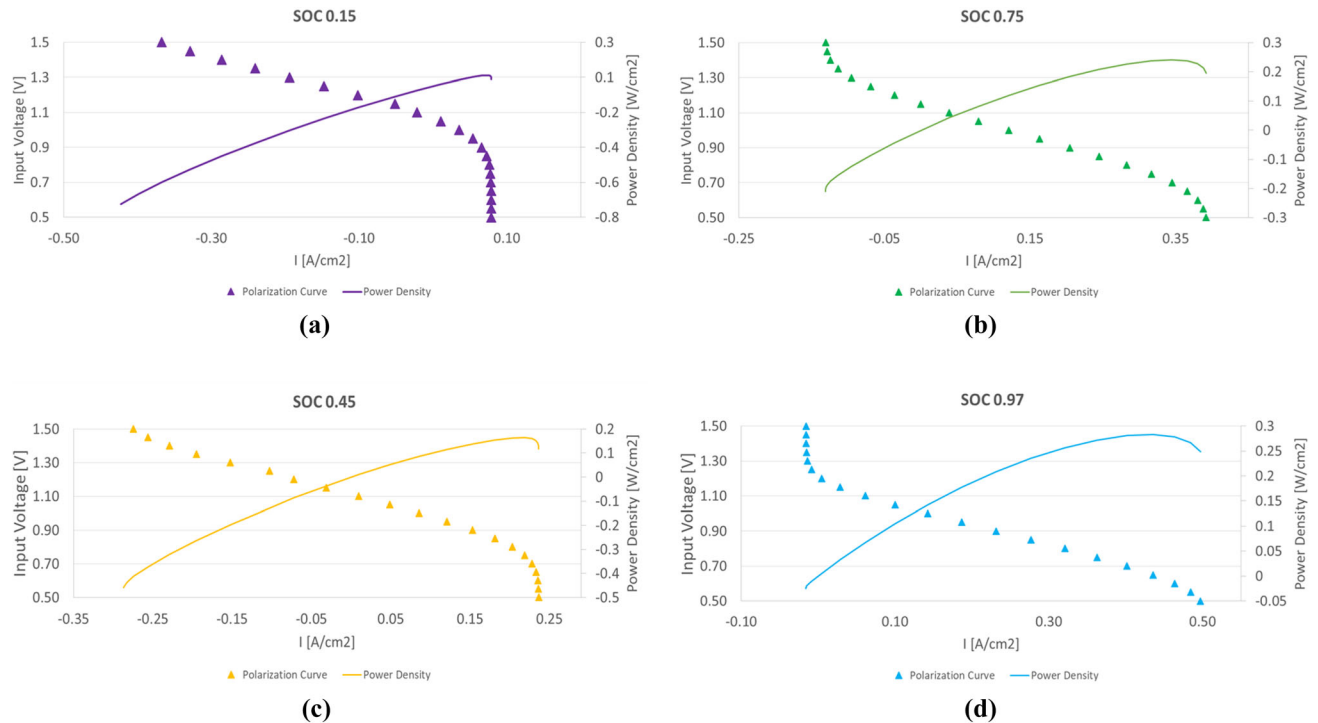 SOC 0.15
1.5
1.3
1.1
0.9
0.7
0.5
Input Voltage [V]
0.3
0.1
-0.2
-0.4
-0.6
-0.8
Power Density [W/cm2]
-0.50
-0.30
-0.10
0.10
I [A/cm2]
Polarization Curve
Power Density
(a)
SOC 0.75
1.50
1.30
1.10
0.90
0.70
0.50
Input Voltage [V]
0.3
0.2
0.1
0
-0.1
-0.2
-0.3
Power Density [W/cm2]
-0.25
-0.05
0.15
0.35
I [A/cm2]
Polarization Curve
Power Density
(b)
SOC 0.45
1.50
1.30
1.10
0.90
0.70
0.50
Input Voltage [V]
0.2
0.1
0
-0.1
-0.2
-0.3
-0.4
-0.5
Power Density [W/cm2]
-0.35
-0.25
-0.15
-0.05
0.05
0.15
0.25
I [A/cm2]
Polarization Curve
Power Density
(c)
SOC 0.97
1.50
1.30
1.10
0.90
0.70
0.50
Input Voltage [V]
0.3
0.25
0.2
0.15
0.1
0.05
0
-0.05
Power Density [W/cm2]
-0.10
0.10
0.30
0.50
I [A/cm2]
Polarization Curve
Power Density
(d)